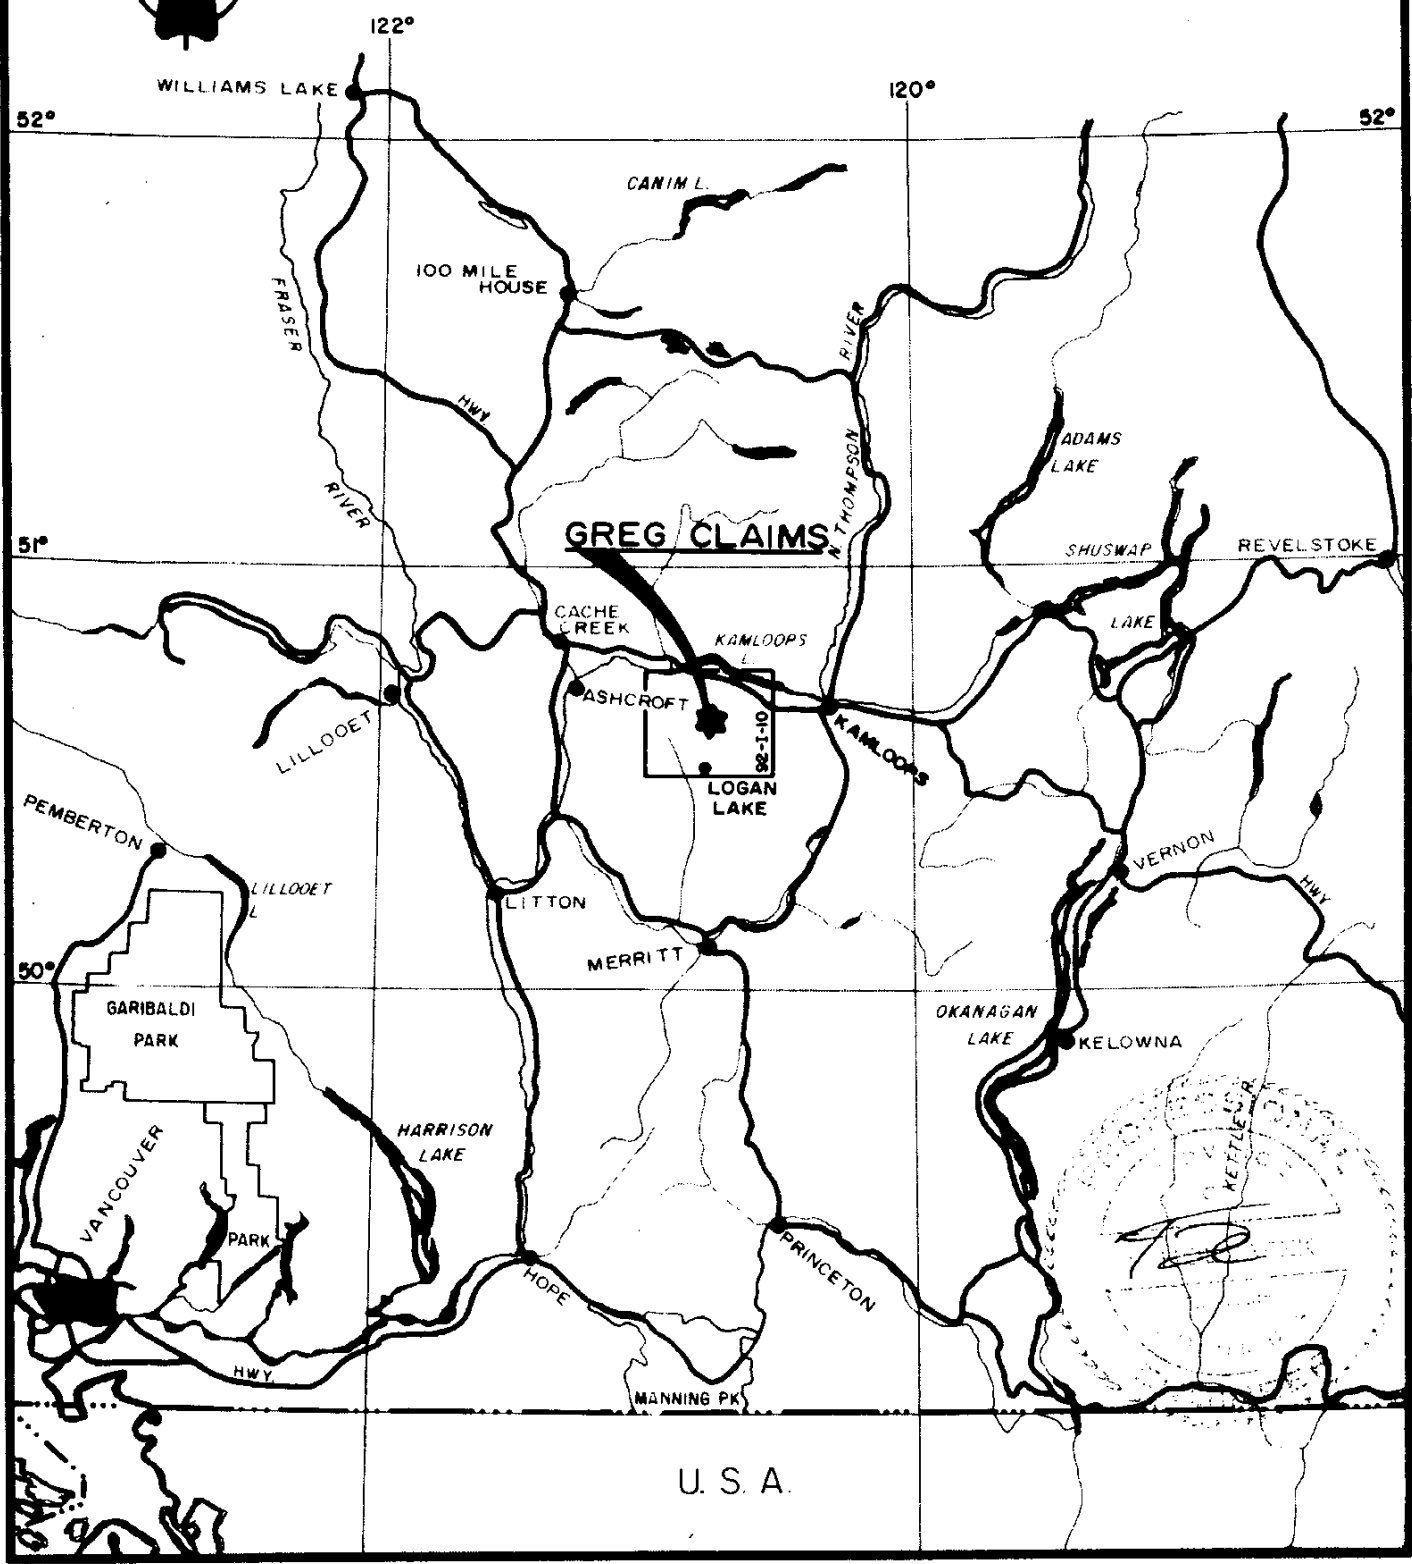 122°
WILLIAMS LAKE
120°
52°
52°
CANIM L.
100 MILE
HOUSE
FRASER
RIVER
HWY
RIVER
N. THOMPSON
ADAMS
LAKE
GREG CLAIMS
51°
SHUSWAP
LAKE
REVELSTOKE
CACHE
CREEK
KAMLOOPS
L.
ASHCROFT
LILLOOET
KAMLOOPS
92-I-10
LOGAN
LAKE
PEMBERTON
VERNON
LILLOOET
L
HWY
LITTON
MERRITT
50°
GARIBALDI
PARK
OKANAGAN
LAKE
KELOWNA
KETTLE R.
HARRISON
LAKE
VANCOUVER
PARK
PRINCETON
HOPE
HWY.
MANNING PK
U. S. A.